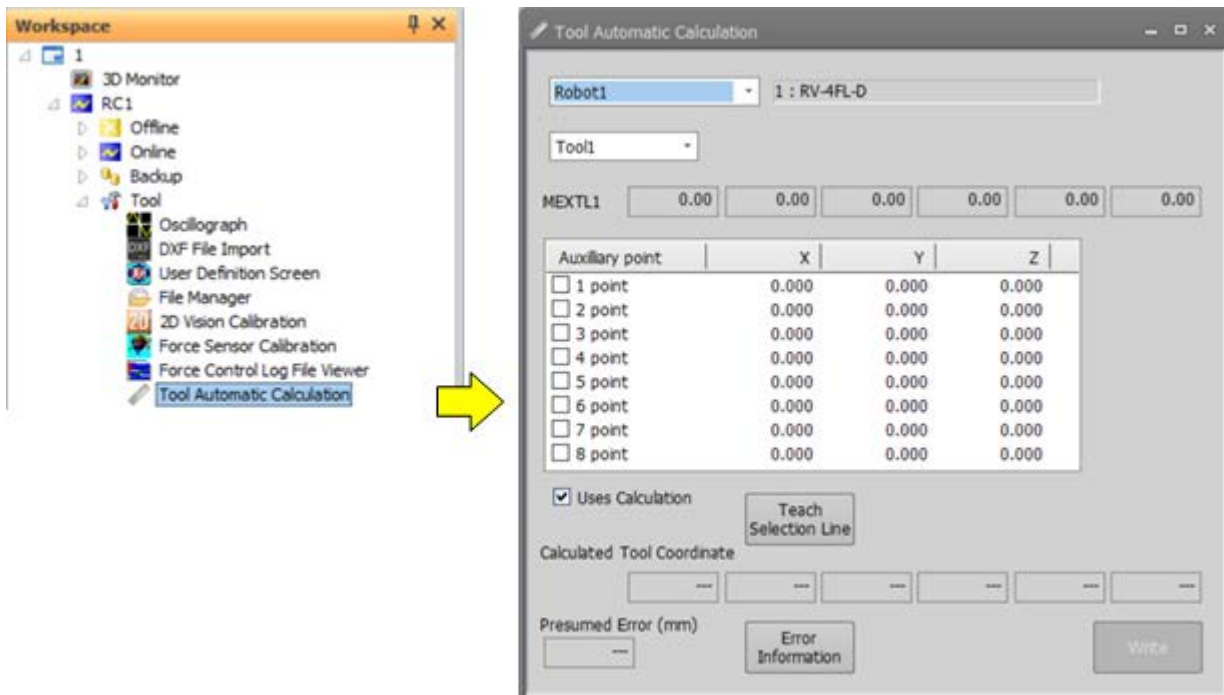 Workspace
1
3D Monitor
RC1
Offline
Online
Backup
Tool
Oscillograph
DXF File Import
User Definition Screen
File Manager
2D Vision Calibration
Force Sensor Calibration
Force Control Log File Viewer
Tool Automatic Calculation
Tool Automatic Calculation
Robot1 1 : RV-4FL-D
Tool1
MEXTL1 0.00 0.00 0.00 0.00 0.00 0.00
Auxiliary point X Y Z
1 point 0.000 0.000 0.000
2 point 0.000 0.000 0.000
3 point 0.000 0.000 0.000
4 point 0.000 0.000 0.000
5 point 0.000 0.000 0.000
6 point 0.000 0.000 0.000
7 point 0.000 0.000 0.000
8 point 0.000 0.000 0.000
Uses Calculation
Teach
Selection Line
Calculated Tool Coordinate
--- --- --- --- --- ---
Presumed Error (mm)
---
Error
Information
Write